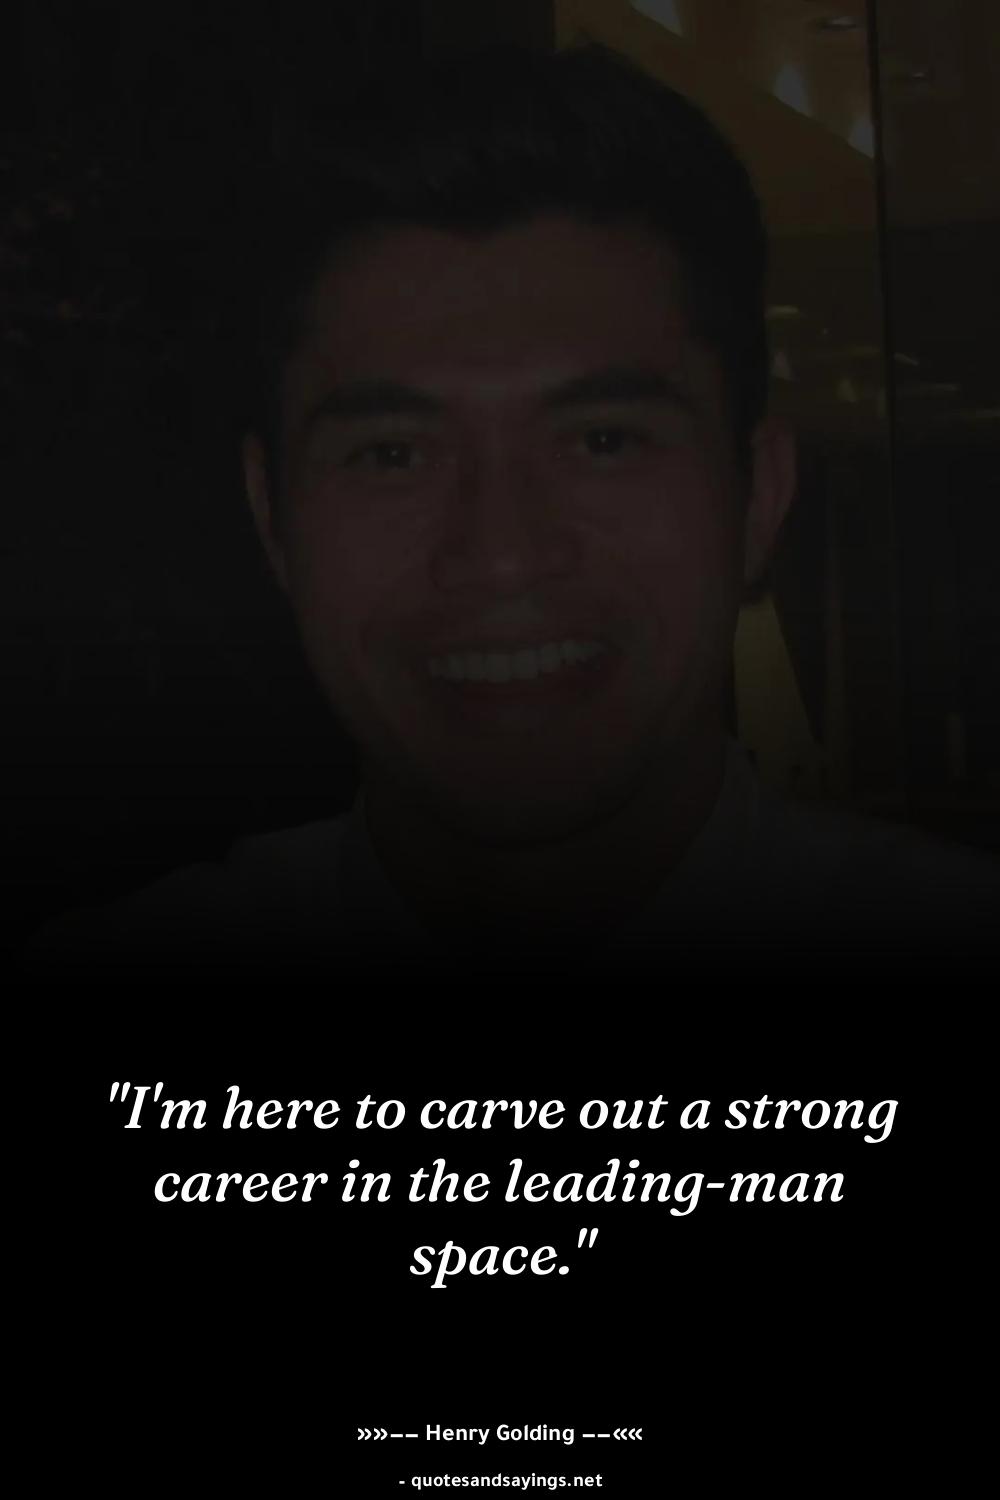 "I'm here to carve out a strong
career in the leading-man
space."
»»−− Henry Golding −−««
- quotesandsayings.net